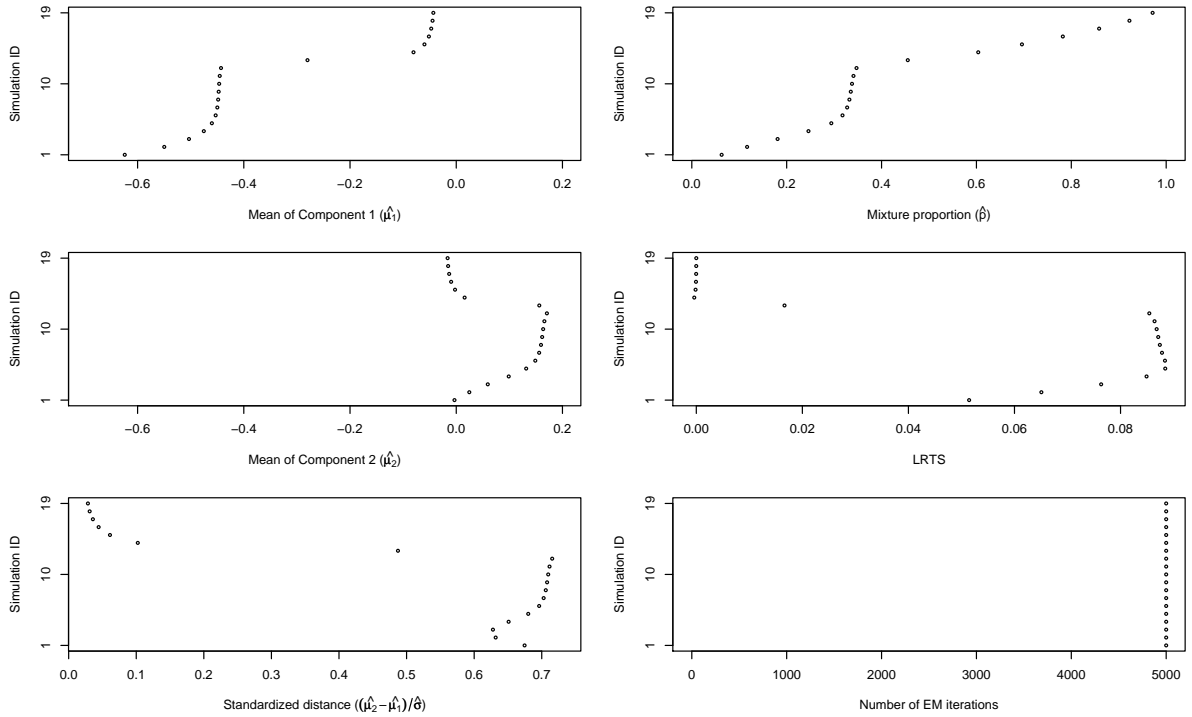 19
10
1
Simulation ID
−0.6 −0.4 −0.2 0.0 0.2
Mean of Component 1 (μ̂₁)
19
10
1
Simulation ID
0.0 0.2 0.4 0.6 0.8 1.0
Mixture proportion (p̂)
19
10
1
Simulation ID
−0.6 −0.4 −0.2 0.0 0.2
Mean of Component 2 (μ̂₂)
19
10
1
Simulation ID
0.00 0.02 0.04 0.06 0.08
LRTS
19
10
1
Simulation ID
0.0 0.1 0.2 0.3 0.4 0.5 0.6 0.7
Standardized distance ((μ̂₂−μ̂₁)/σ̂)
19
10
1
Simulation ID
0 1000 2000 3000 4000 5000
Number of EM iterations